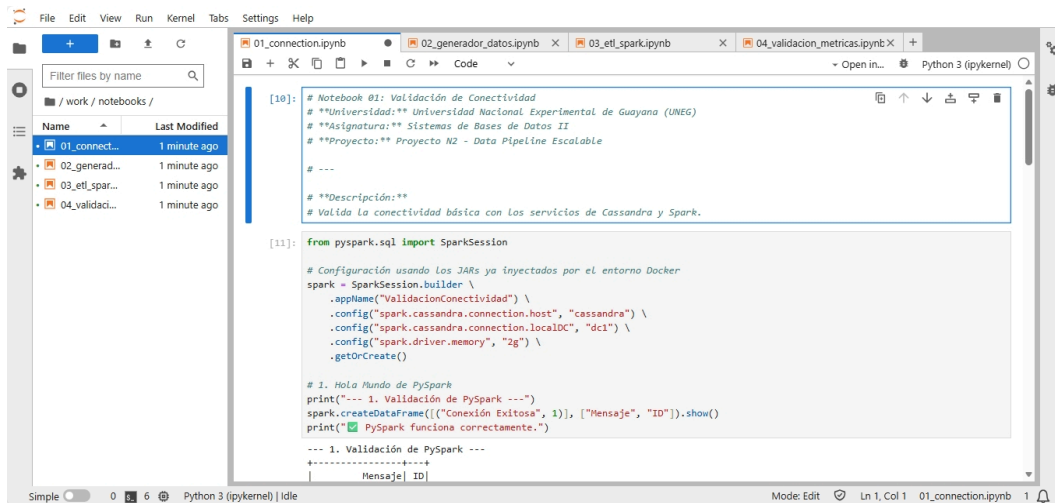 File Edit View Run Kernel Tabs Settings Help
01_connection.ipynb 02_generador_datos.ipynb 03_etl_spark.ipynb 04_validacion_metricas.ipynb
Code Open in... Python 3 (ipykernel)
Filter files by name
/ work / notebooks /
Name Last Modified
01_connect... 1 minute ago
02_generad... 1 minute ago
03_etl_spar... 1 minute ago
04_validaci... 1 minute ago
[10]: # Notebook 01: Validación de Conectividad
# **Universidad:** Universidad Nacional Experimental de Guayana (UNEG)
# **Asignatura:** Sistemas de Bases de Datos II
# **Proyecto:** Proyecto N2 - Data Pipeline Escalable
# ---
# **Descripción:**
# Valida la conectividad básica con los servicios de Cassandra y Spark.
[11]: from pyspark.sql import SparkSession
# Configuración usando los JARs ya inyectados por el entorno Docker
spark = SparkSession.builder \
.appName("ValidacionConectividad") \
.config("spark.cassandra.connection.host", "cassandra") \
.config("spark.cassandra.connection.localDC", "dc1") \
.config("spark.driver.memory", "2g") \
.getOrCreate()
# 1. Hola Mundo de PySpark
print("--- 1. Validación de PySpark ---")
spark.createDataFrame([("Conexión Exitosa", 1)], ["Mensaje", "ID"]).show()
print("✅ PySpark funciona correctamente.")
--- 1. Validación de PySpark ---
+----------------+---+
| Mensaje| ID|
Simple 0 6 Python 3 (ipykernel) | Idle Mode: Edit Ln 1, Col 1 01_connection.ipynb 1